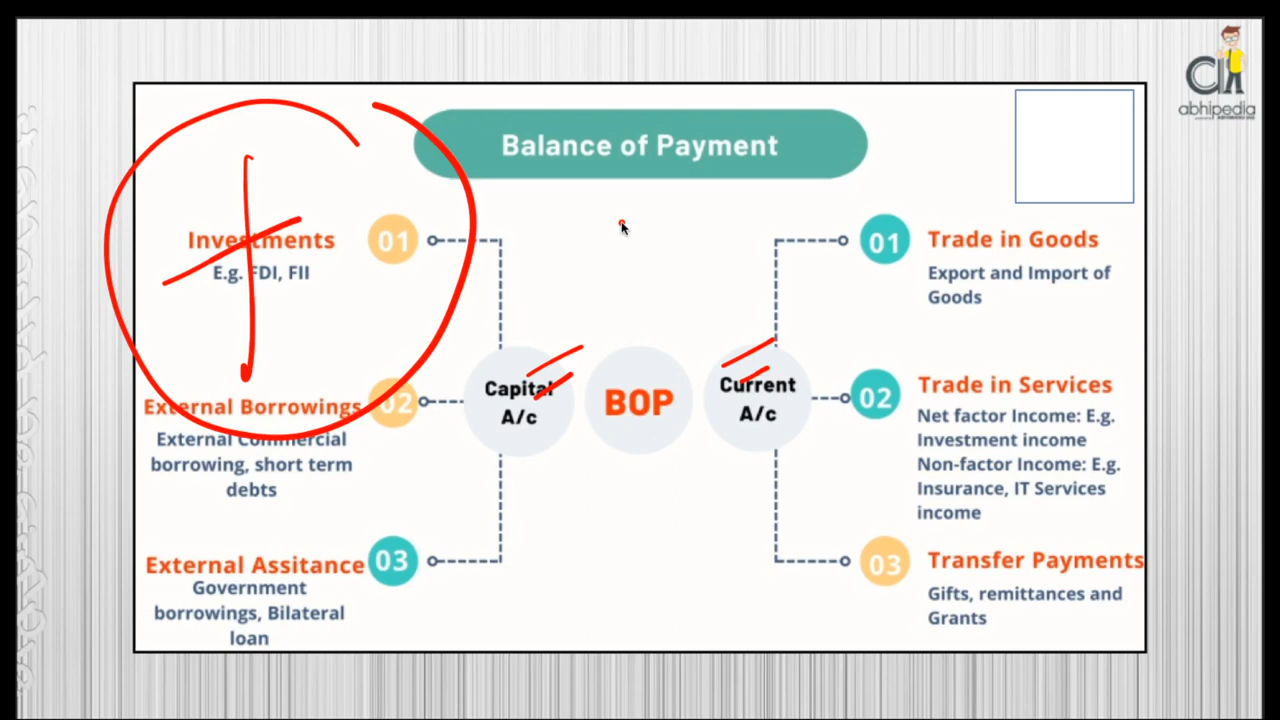 abhipedia
Balance of Payment
Investments
01
E.g. FDI, FII
External Borrowings
02
External Commercial
borrowing, short term
debts
External Assitance
03
Government
borrowings, Bilateral
loan
Capital
A/c
BOP
Current
A/c
01
Trade in Goods
Export and Import of
Goods
02
Trade in Services
Net factor Income: E.g.
Investment income
Non-factor Income: E.g.
Insurance, IT Services
income
03
Transfer Payments
Gifts, remittances and
Grants